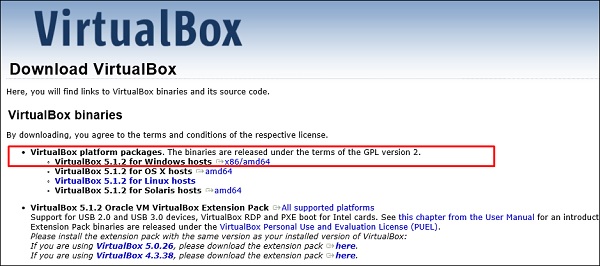 VirtualBox
Download VirtualBox
Here, you will find links to VirtualBox binaries and its source code.
VirtualBox binaries
By downloading, you agree to the terms and conditions of the respective license.
• VirtualBox platform packages. The binaries are released under the terms of the GPL version 2.
• VirtualBox 5.1.2 for Windows hosts x86/amd64
• VirtualBox 5.1.2 for OS X hosts amd64
• VirtualBox 5.1.2 for Linux hosts
• VirtualBox 5.1.2 for Solaris hosts amd64
• VirtualBox 5.1.2 Oracle VM VirtualBox Extension Pack All supported platforms
Support for USB 2.0 and USB 3.0 devices, VirtualBox RDP and PXE boot for Intel cards. See this chapter from the User Manual for an introduct
Extension Pack binaries are released under the VirtualBox Personal Use and Evaluation License (PUEL).
Please install the extension pack with the same version as your installed version of VirtualBox:
If you are using VirtualBox 5.0.26, please download the extension pack here.
If you are using VirtualBox 4.3.38, please download the extension pack here.